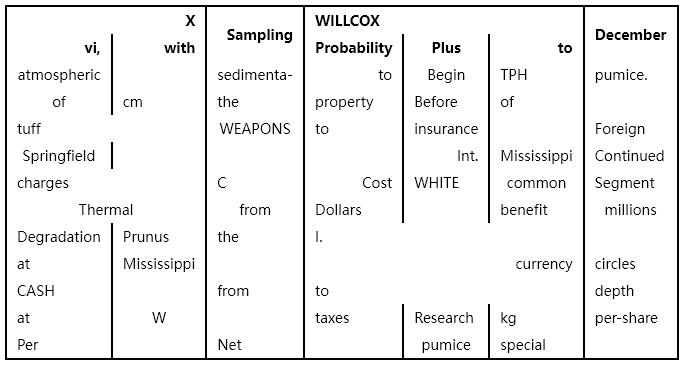 X Sampling WILLCOX December
vi, with Probability Plus to
atmospheric sedimenta- to Begin TPH pumice.
of cm the property Before of
tuff WEAPONS to insurance Foreign
Springfield Int. Mississippi Continued
charges C Cost WHITE common Segment
Thermal from Dollars benefit millions
Degradation Prunus the I.
at Mississippi currency circles
CASH from to depth
at W taxes Research kg per-share
Per Net pumice special